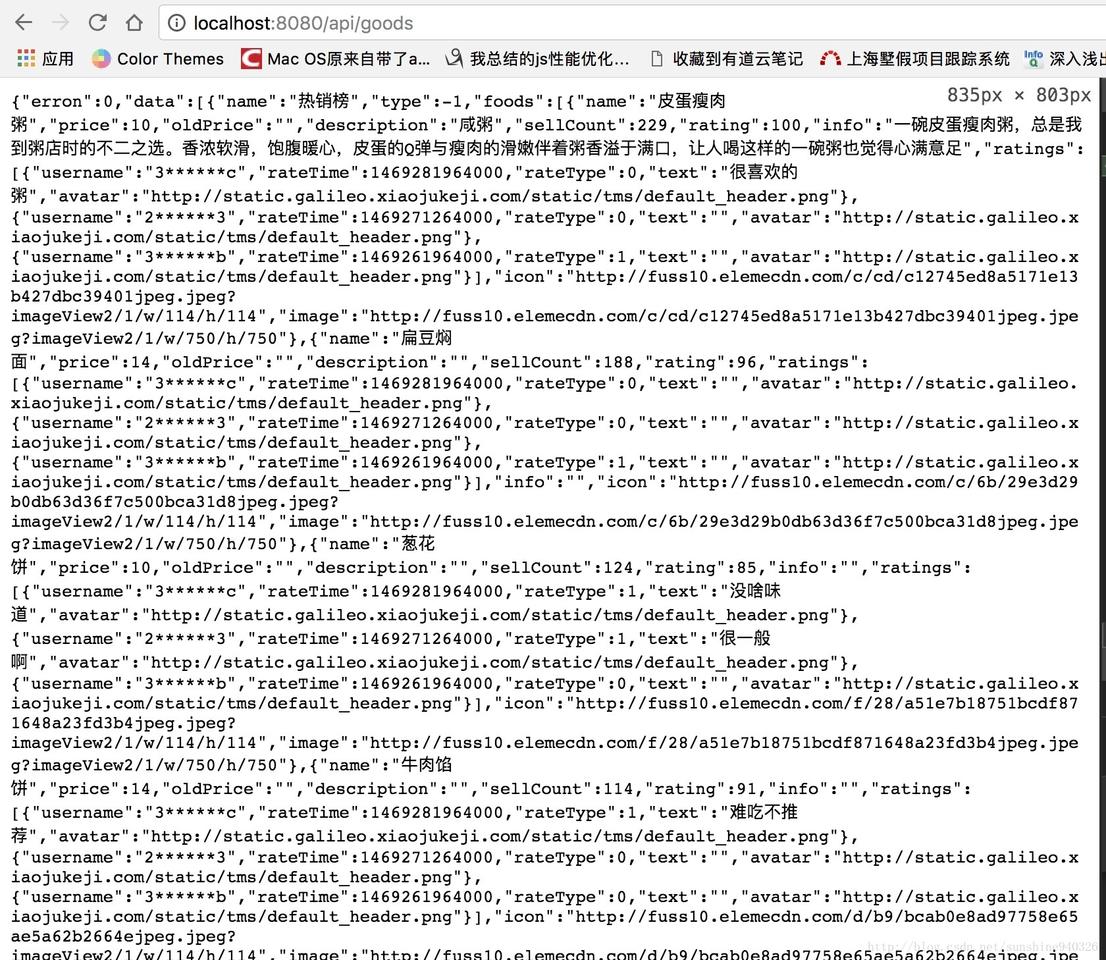 localhost:8080/api/goods
应用 Color Themes Mac OS原来自带了a... 我总结的js性能优化... 收藏到有道云笔记 上海墅假项目跟踪系统 深入浅出
835px × 803px
{"erron":0,"data":[{"name":"热销榜","type":-1,"foods":[{"name":"皮蛋瘦肉
粥","price":10,"oldPrice":"","description":"咸粥","sellCount":229,"rating":100,"info":"一碗皮蛋瘦肉粥，总是我
到粥店时的不二之选。香浓软滑，饱腹暖心，皮蛋的Q弹与瘦肉的滑嫩伴着粥香溢于满口，让人喝这样的一碗粥也觉得心满意足","ratings":
[{"username":"3******c","rateTime":1469281964000,"rateType":0,"text":"很喜欢的
粥","avatar":"http://static.galileo.xiaojukeji.com/static/tms/default_header.png"},
{"username":"2******3","rateTime":1469271264000,"rateType":0,"text":"","avatar":"http://static.galileo.x
iaojukeji.com/static/tms/default_header.png"},
{"username":"3******b","rateTime":1469261964000,"rateType":1,"text":"","avatar":"http://static.galileo.x
iaojukeji.com/static/tms/default_header.png"}],"icon":"http://fuss10.elemecdn.com/c/cd/c12745ed8a5171e13
b427dbc39401jpeg.jpeg?
imageView2/1/w/114/h/114","image":"http://fuss10.elemecdn.com/c/cd/c12745ed8a5171e13b427dbc39401jpeg.jpe
g?imageView2/1/w/750/h/750"},{"name":"扁豆焖
面","price":14,"oldPrice":"","description":"","sellCount":188,"rating":96,"ratings":
[{"username":"3******c","rateTime":1469281964000,"rateType":0,"text":"","avatar":"http://static.galileo.
xiaojukeji.com/static/tms/default_header.png"},
{"username":"2******3","rateTime":1469271264000,"rateType":0,"text":"","avatar":"http://static.galileo.x
iaojukeji.com/static/tms/default_header.png"},
{"username":"3******b","rateTime":1469261964000,"rateType":1,"text":"","avatar":"http://static.galileo.x
iaojukeji.com/static/tms/default_header.png"}],"info":"","icon":"http://fuss10.elemecdn.com/c/6b/29e3d29
b0db63d36f7c500bca31d8jpeg.jpeg?
imageView2/1/w/114/h/114","image":"http://fuss10.elemecdn.com/c/6b/29e3d29b0db63d36f7c500bca31d8jpeg.jpe
g?imageView2/1/w/750/h/750"},{"name":"葱花
饼","price":10,"oldPrice":"","description":"","sellCount":124,"rating":85,"info":"","ratings":
[{"username":"3******c","rateTime":1469281964000,"rateType":1,"text":"没啥味
道","avatar":"http://static.galileo.xiaojukeji.com/static/tms/default_header.png"},
{"username":"2******3","rateTime":1469271264000,"rateType":1,"text":"很一般
啊","avatar":"http://static.galileo.xiaojukeji.com/static/tms/default_header.png"},
{"username":"3******b","rateTime":1469261964000,"rateType":0,"text":"","avatar":"http://static.galileo.x
iaojukeji.com/static/tms/default_header.png"}],"icon":"http://fuss10.elemecdn.com/f/28/a51e7b18751bcdf87
1648a23fd3b4jpeg.jpeg?
imageView2/1/w/114/h/114","image":"http://fuss10.elemecdn.com/f/28/a51e7b18751bcdf871648a23fd3b4jpeg.jpe
g?imageView2/1/w/750/h/750"},{"name":"牛肉馅
饼","price":14,"oldPrice":"","description":"","sellCount":114,"rating":91,"info":"","ratings":
[{"username":"3******c","rateTime":1469281964000,"rateType":1,"text":"难吃不推
荐","avatar":"http://static.galileo.xiaojukeji.com/static/tms/default_header.png"},
{"username":"2******3","rateTime":1469271264000,"rateType":0,"text":"","avatar":"http://static.galileo.x
iaojukeji.com/static/tms/default_header.png"},
{"username":"3******b","rateTime":1469261964000,"rateType":0,"text":"","avatar":"http://static.galileo.x
iaojukeji.com/static/tms/default_header.png"}],"icon":"http://fuss10.elemecdn.com/d/b9/bcab0e8ad97758e65
ae5a62b2664ejpeg.jpeg?
imageView2/1/w/114/h/114","image":"http://fuss10.elemecdn.com/d/b9/bcab0e8ad97758e65ae5a62b2664ejpeg.jpe
http://blog.csdn.net/sunshine940326